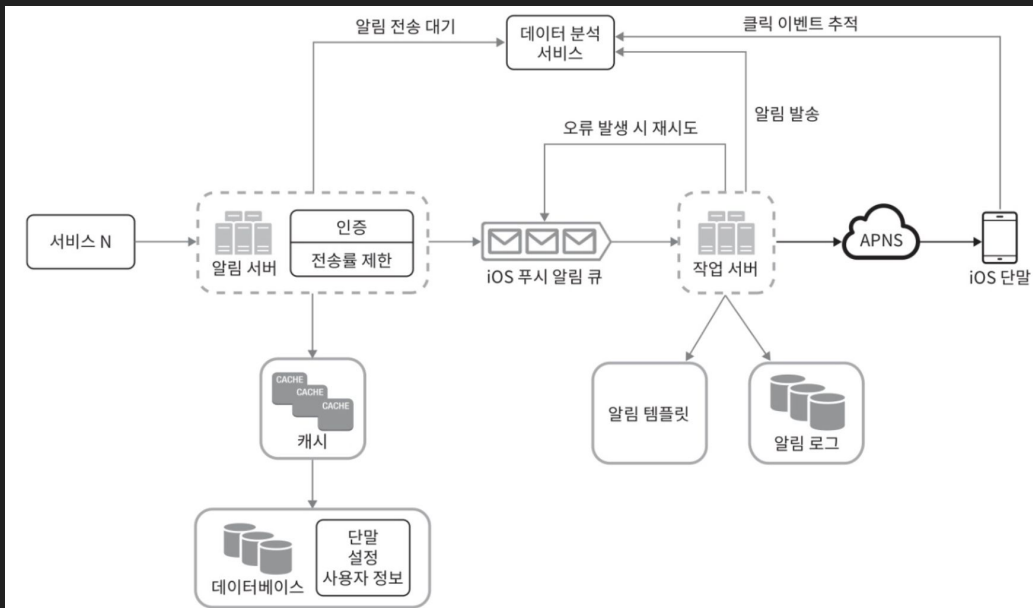 알림 전송 대기
데이터 분석
서비스
클릭 이벤트 추적
오류 발생 시 재시도
알림 발송
서비스 N
알림 서버
인증
전송률 제한
iOS 푸시 알림 큐
작업 서버
APNS
iOS 단말
CACHE
CACHE
CACHE
캐시
알림 템플릿
알림 로그
데이터베이스
단말
설정
사용자 정보